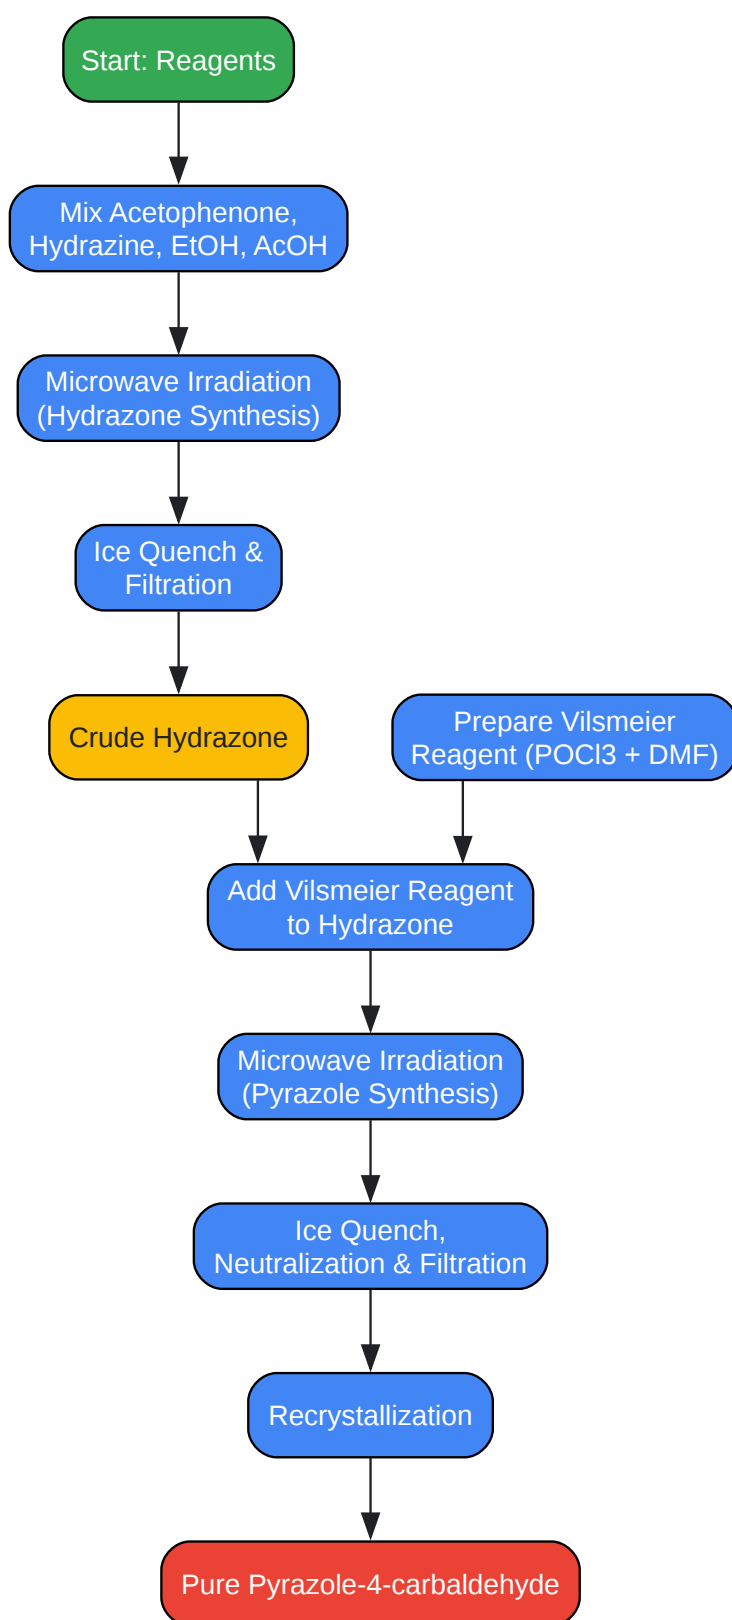 Start: Reagents
Mix Acetophenone,
Hydrazine, EtOH, AcOH
Microwave Irradiation
(Hydrazone Synthesis)
Ice Quench &
Filtration
Crude Hydrazone
Prepare Vilsmeier
Reagent (POCl3 + DMF)
Add Vilsmeier Reagent
to Hydrazone
Microwave Irradiation
(Pyrazole Synthesis)
Ice Quench,
Neutralization & Filtration
Recrystallization
Pure Pyrazole-4-carbaldehyde